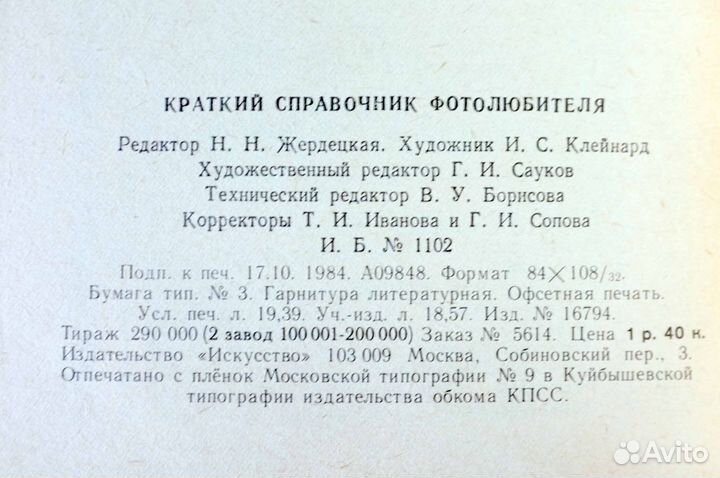 КРАТКИЙ СПРАВОЧНИК ФОТОЛЮБИТЕЛЯ
Редактор Н. Н. Жердецкая. Художник И. С. Клейнард
Художественный редактор Г. И. Сауков
Технический редактор В. У. Борисова
Корректоры Т. И. Иванова и Г. И. Сопова
И. Б. № 1102
Подп. к печ. 17.10. 1984. А09848. Формат 84×108/32.
Бумага тип. № 3. Гарнитура литературная. Офсетная печать.
Усл. печ. л. 19,39. Уч.-изд. л. 18,57. Изд. № 16794.
Тираж 290 000 (2 завод 100 001-200 000) Заказ № 5614. Цена 1 р. 40 к.
Издательство «Искусство» 103 009 Москва, Собиновский пер., 3.
Отпечатано с плёнок Московской типографии № 9 в Куйбышевской
типографии издательства обкома КПСС.
Avito